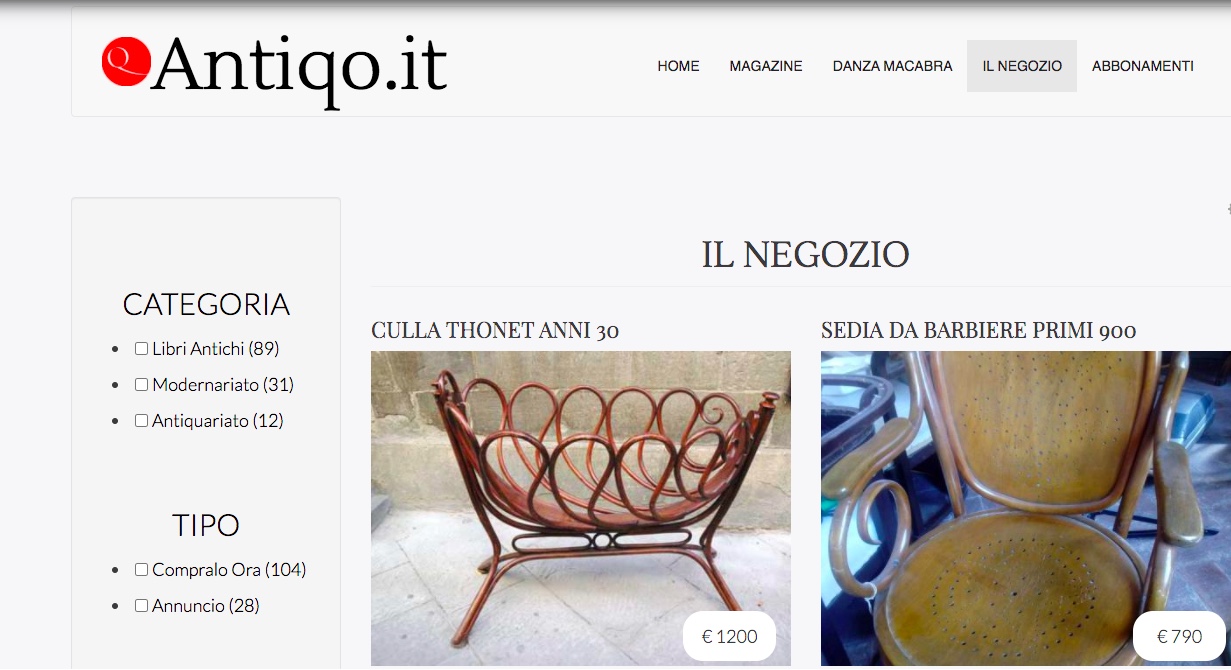 Antiqo.it
HOME MAGAZINE DANZA MACABRA IL NEGOZIO ABBONAMENTI
CATEGORIA
Libri Antichi (89)
Modernariato (31)
Antiquariato (12)
TIPO
Compralo Ora (104)
Annuncio (28)
IL NEGOZIO
CULLA THONET ANNI 30
€ 1200
SEDIA DA BARBIERE PRIMI 900
€ 790